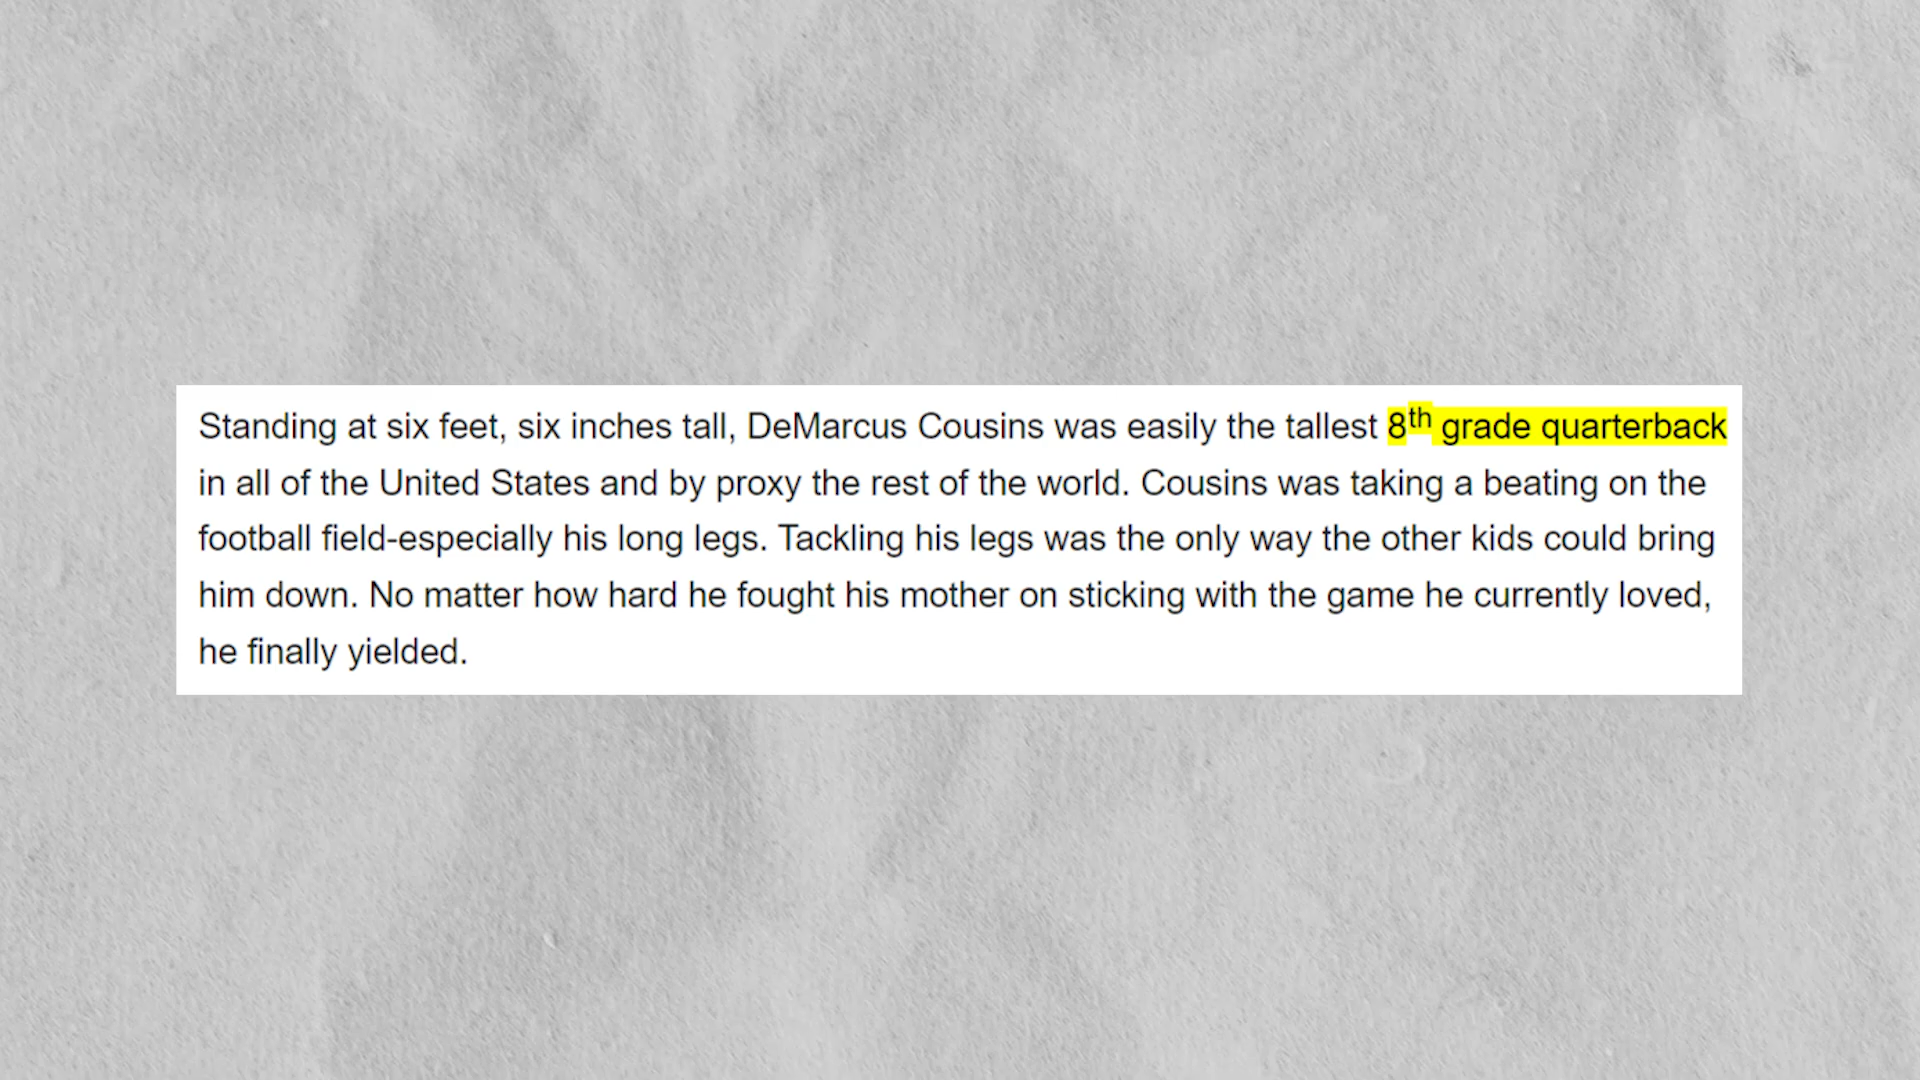 Standing at six feet, six inches tall, DeMarcus Cousins was easily the tallest 8th grade quarterback
in all of the United States and by proxy the rest of the world. Cousins was taking a beating on the
football field-especially his long legs. Tackling his legs was the only way the other kids could bring
him down. No matter how hard he fought his mother on sticking with the game he currently loved,
he finally yielded.